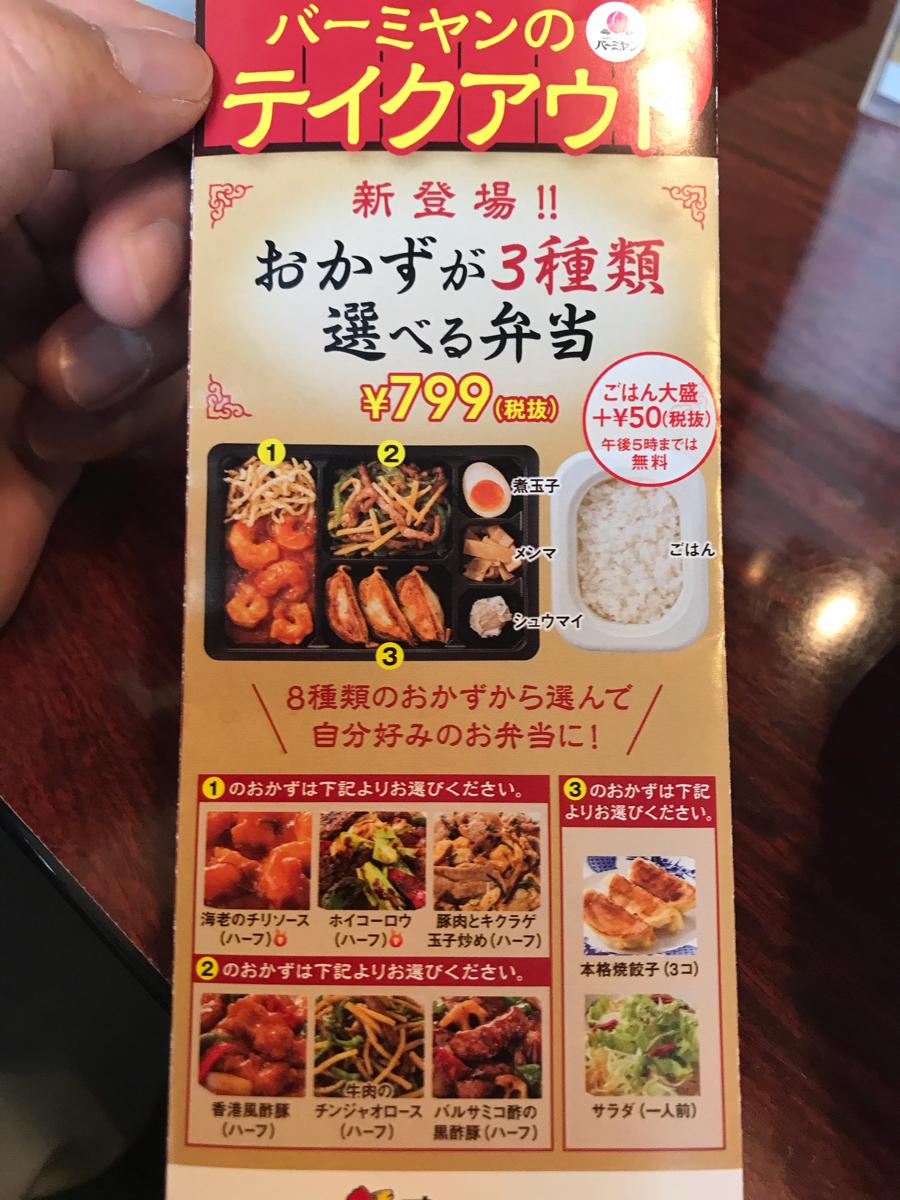 バーミヤンの
バーミヤン
テイクアウト
新登場!!
おかずが3種類
選べる弁当
¥799(税抜)
ごはん大盛
+¥50(税抜)
午後5時までは
無料
1
2
煮玉子
メンマ
ごはん
シュウマイ
3
8種類のおかずから選んで
自分好みのお弁当に!
1のおかずは下記よりお選びください。
海老のチリソース
(ハーフ)
ホイコーロウ
(ハーフ)
豚肉とキクラゲ
玉子炒め(ハーフ)
2のおかずは下記よりお選びください。
香港風酢豚
(ハーフ)
牛肉の
チンジャオロース
(ハーフ)
バルサミコ酢の
黒酢豚(ハーフ)
3のおかずは下記
よりお選びください。
本格焼餃子(3コ)
サラダ(一人前)